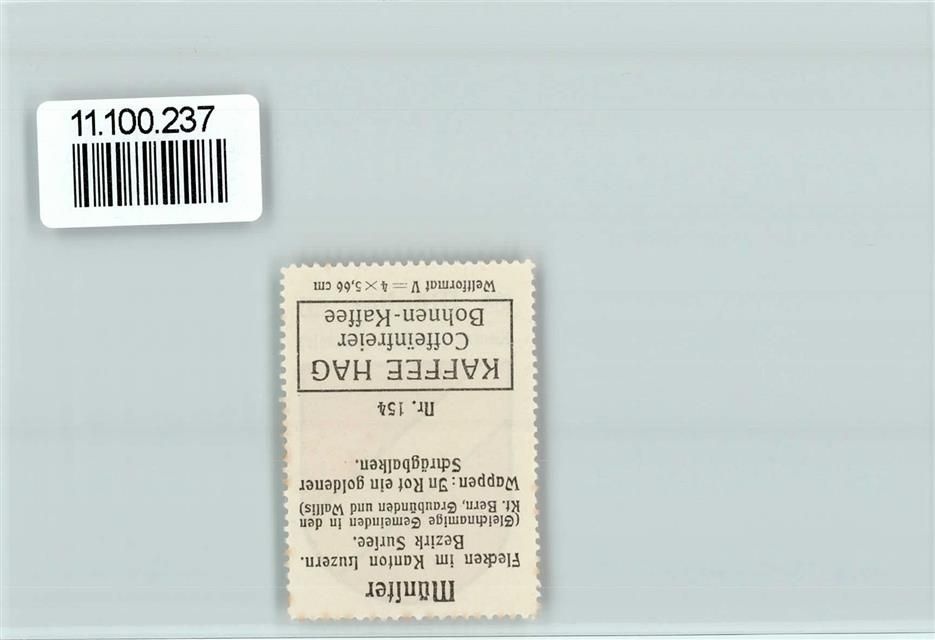 11.100.237
Münster
Flecken im Kanton Luzern.
Bezirk Sursee.
(Gleichnamige Gemeinden in den
Kt. Bern, Graubünden und Wallis)
Wappen: In Rot ein goldener
Schrägbalken.
Nr. 154
KAFFEE HAG
Coffeïnfreier
Bohnen-Kaffee
Weltformat V = 4 × 5,66 cm